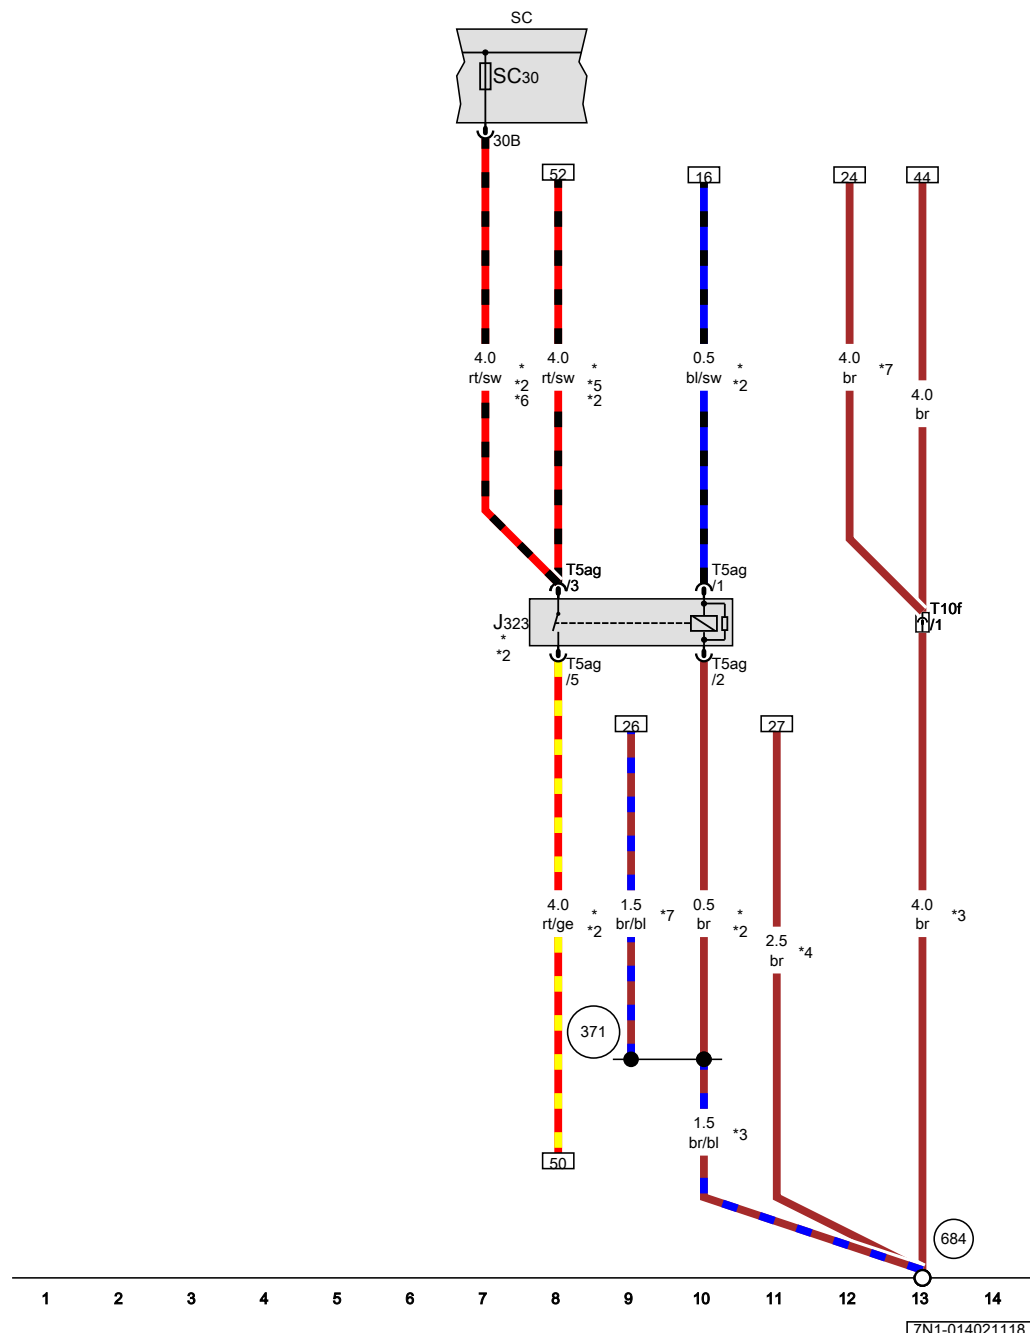 SC
SC30
30B
52
16
24
44
4.0
rt/sw
*
*2
*6
4.0
rt/sw
*
*5
*2
0.5
bl/sw
*
*2
4.0
br
*7
4.0
br
T5ag
/3
T5ag
/1
T10f
/1
J323
*
*2
T5ag
/5
T5ag
/2
26
27
4.0
rt/ge
*
*2
1.5
br/bl
*7
0.5
br
*
*2
2.5
br
*4
4.0
br
*3
371
1.5
br/bl
*3
50
684
1 2 3 4 5 6 7 8 9 10 11 12 13 14
7N1-014021118